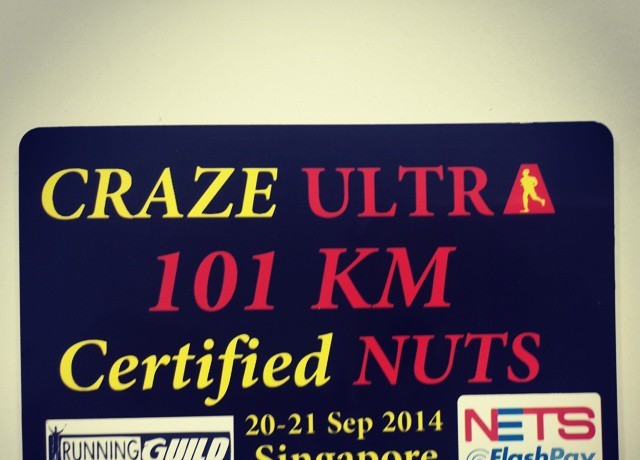 CRAZE ULTRA
101 KM
Certified NUTS
20-21 Sep 2014
RUNNING GUILD
NETS
Singapore
@FlashPay